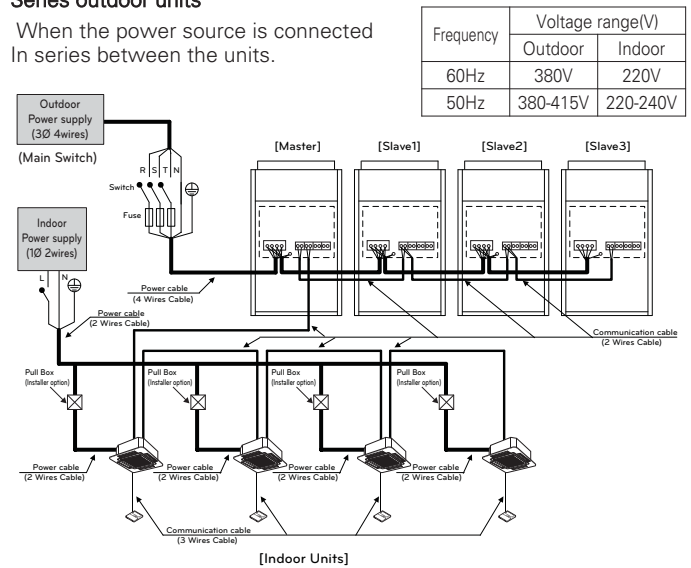 Series outdoor units
When the power source is connected
In series between the units.
Frequency
Voltage range(V)
Outdoor Indoor
60Hz 380V 220V
50Hz 380-415V 220-240V
Outdoor
Power supply
(3Ø 4wires)
(Main Switch)
R S T N
Switch
Fuse
[Master] [Slave1] [Slave2] [Slave3]
Indoor
Power supply
(1Ø 2wires)
L N
Power cable
(4 Wires Cable)
Power cable
(2 Wires Cable)
Communication cable
(2 Wires Cable)
Pull Box
(Installer option)
Pull Box
(Installer option)
Pull Box
(Installer option)
Pull Box
(Installer option)
Power cable
(2 Wires Cable)
Power cable
(2 Wires Cable)
Power cable
(2 Wires Cable)
Power cable
(2 Wires Cable)
Communication cable
(3 Wires Cable)
[Indoor Units]